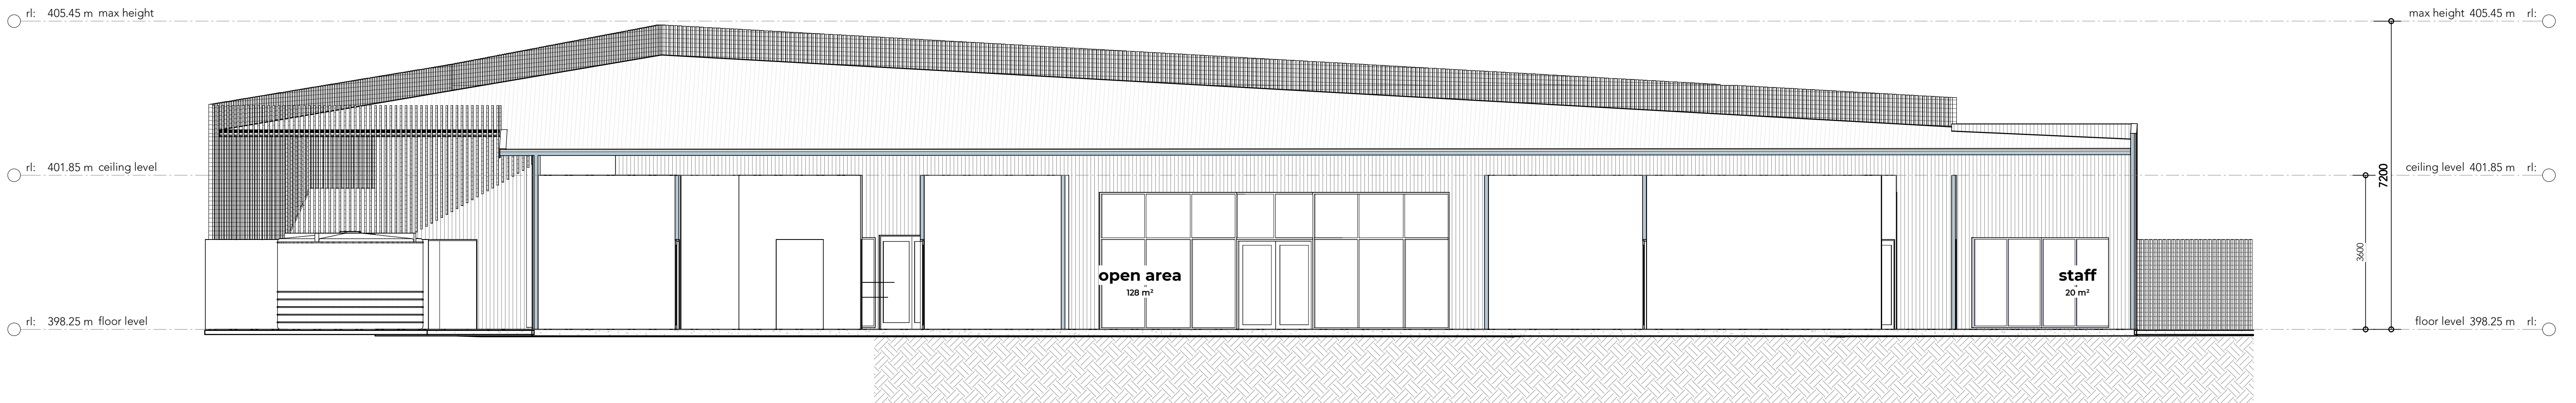 rl: 405.45 m max height
max height 405.45 m rl:
rl: 401.85 m ceiling level
ceiling level 401.85 m rl:
7200
3600
open area
128 m²
staff
20 m²
rl: 398.25 m floor level
floor level 398.25 m rl: